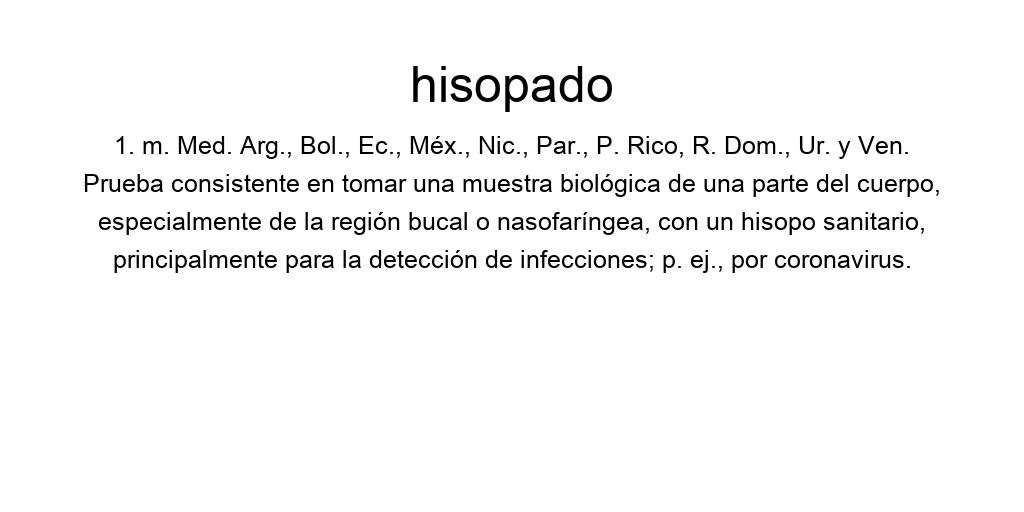 hisopado
1. m. Med. Arg., Bol., Ec., Méx., Nic., Par., P. Rico, R. Dom., Ur. y Ven.
Prueba consistente en tomar una muestra biológica de una parte del cuerpo,
especialmente de la región bucal o nasofaríngea, con un hisopo sanitario,
principalmente para la detección de infecciones; p. ej., por coronavirus.